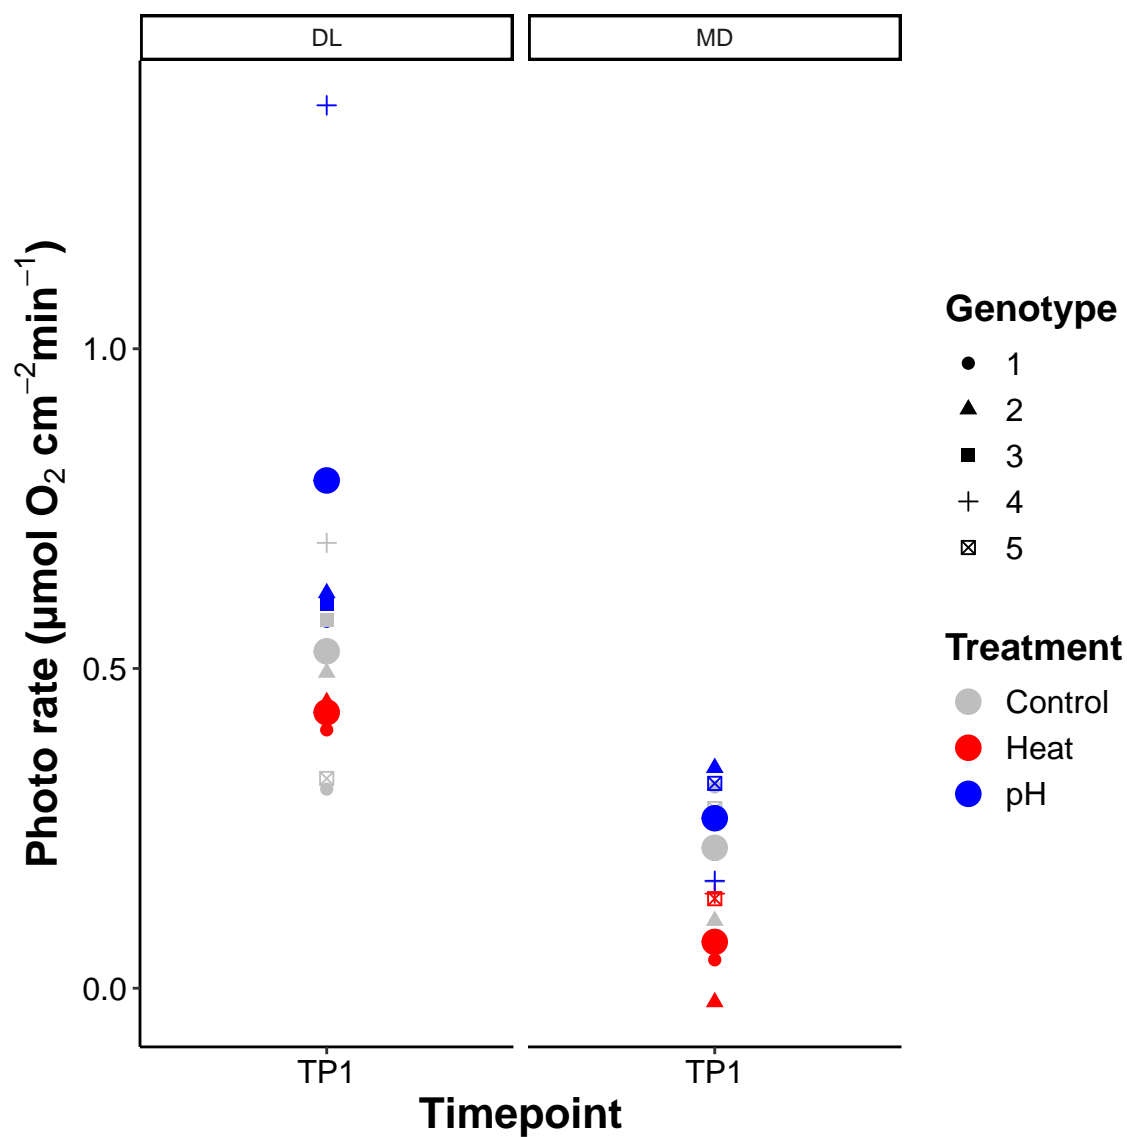 DL
MD
Photo rate (µmol O₂ cm⁻²min⁻¹)
1.0
0.5
0.0
TP1
TP1
Timepoint
Genotype
1
2
3
4
5
Treatment
Control
Heat
pH